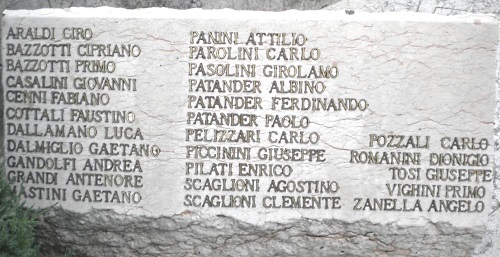 ARALDI CIRO
BAZZOTTI CIPRIANO
BAZZOTTI PRIMO
CASALINI GIOVANNI
CENNI FABIANO
COTTALI FAUSTINO
DALLAMANO LUCA
DALMIGLIO GAETANO
GANDOLFI ANDREA
GRANDI ANTENORE
MASTINI GAETANO
PANINI ATTILIO
PAROLINI CARLO
PASOLINI GIROLAMO
PATANDER ALBINO
PATANDER FERDINANDO
PATANDER PAOLO
PELIZZARI CARLO
PICCININI GIUSEPPE
PILATI ENRICO
SCAGLIONI AGOSTINO
SCAGLIONI CLEMENTE
POZZALI CARLO
ROMANINI DIONIGIO
TOSI GIUSEPPE
VIGHINI PRIMO
ZANELLA ANGELO